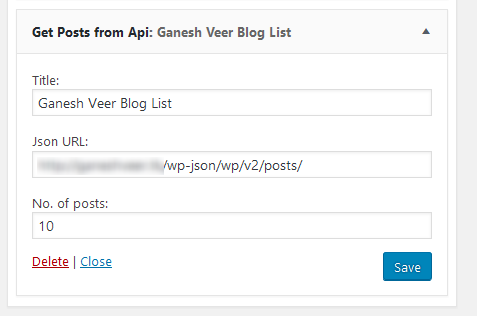 Get Posts from Api: Ganesh Veer Blog List
Title:
Ganesh Veer Blog List
Json URL:
/wp-json/wp/v2/posts/
No. of posts:
10
Delete | Close
Save